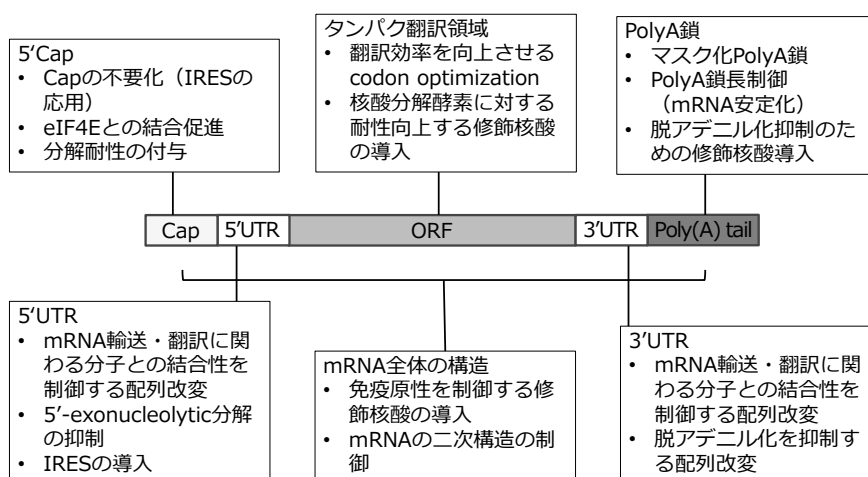 5‘Cap
• Capの不要化（IRESの
応用）
• eIF4Eとの結合促進
• 分解耐性の付与
タンパク翻訳領域
• 翻訳効率を向上させる
codon optimization
• 核酸分解酵素に対する
耐性向上する修飾核酸
の導入
PolyA鎖
• マスク化PolyA鎖
• PolyA鎖長制御
（mRNA安定化）
• 脱アデニル化抑制のた
めの修飾核酸導入
Cap 5’UTR ORF 3’UTR Poly(A) tail
5‘UTR
• mRNA輸送・翻訳に関
わる分子との結合性を
制御する配列改変
• 5’-exonucleolytic分解
の抑制
• IRESの導入
mRNA全体の構造
• 免疫原性を制御する修
飾核酸の導入
• mRNAの二次構造の制
御
3’UTR
• mRNA輸送・翻訳に関
わる分子との結合性を
制御する配列改変
• 脱アデニル化を抑制す
る配列改変